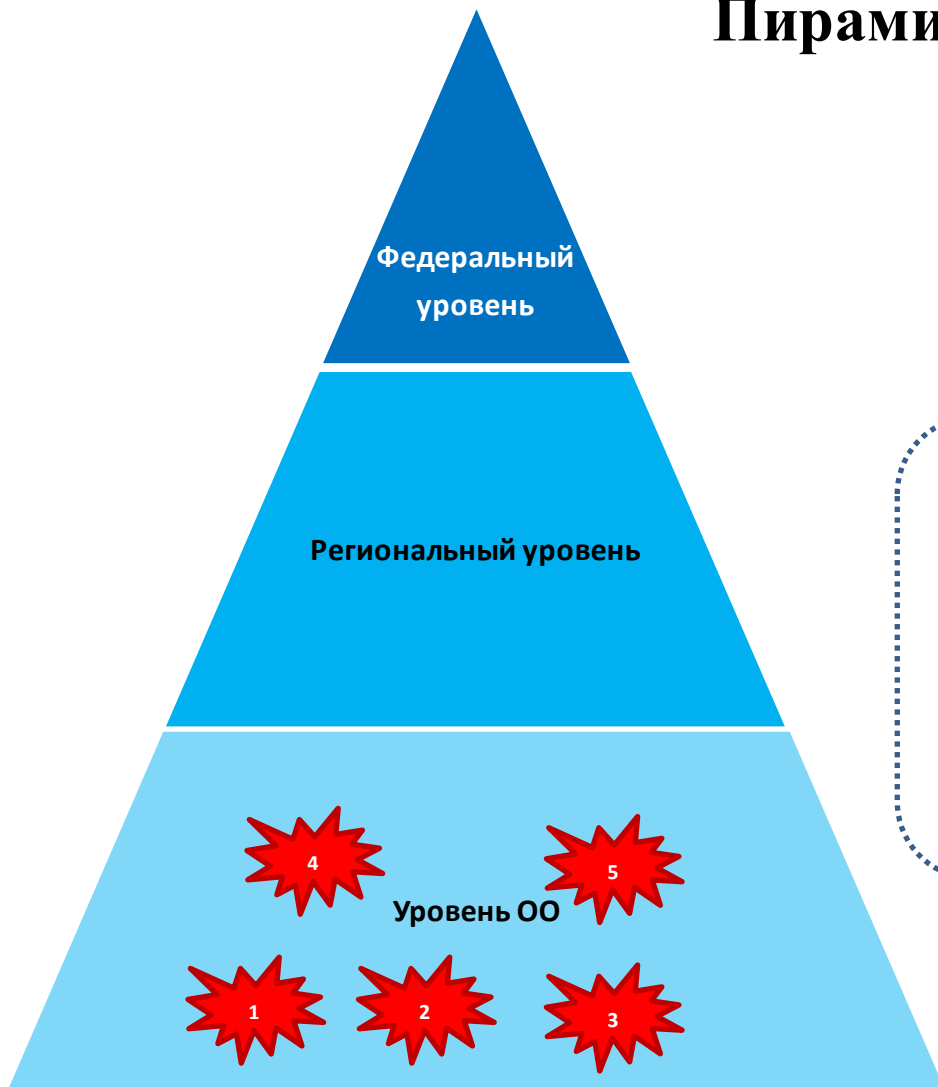 Пирами
Федеральный
уровень
Региональный уровень
4
5
Уровень ОО
1
2
3